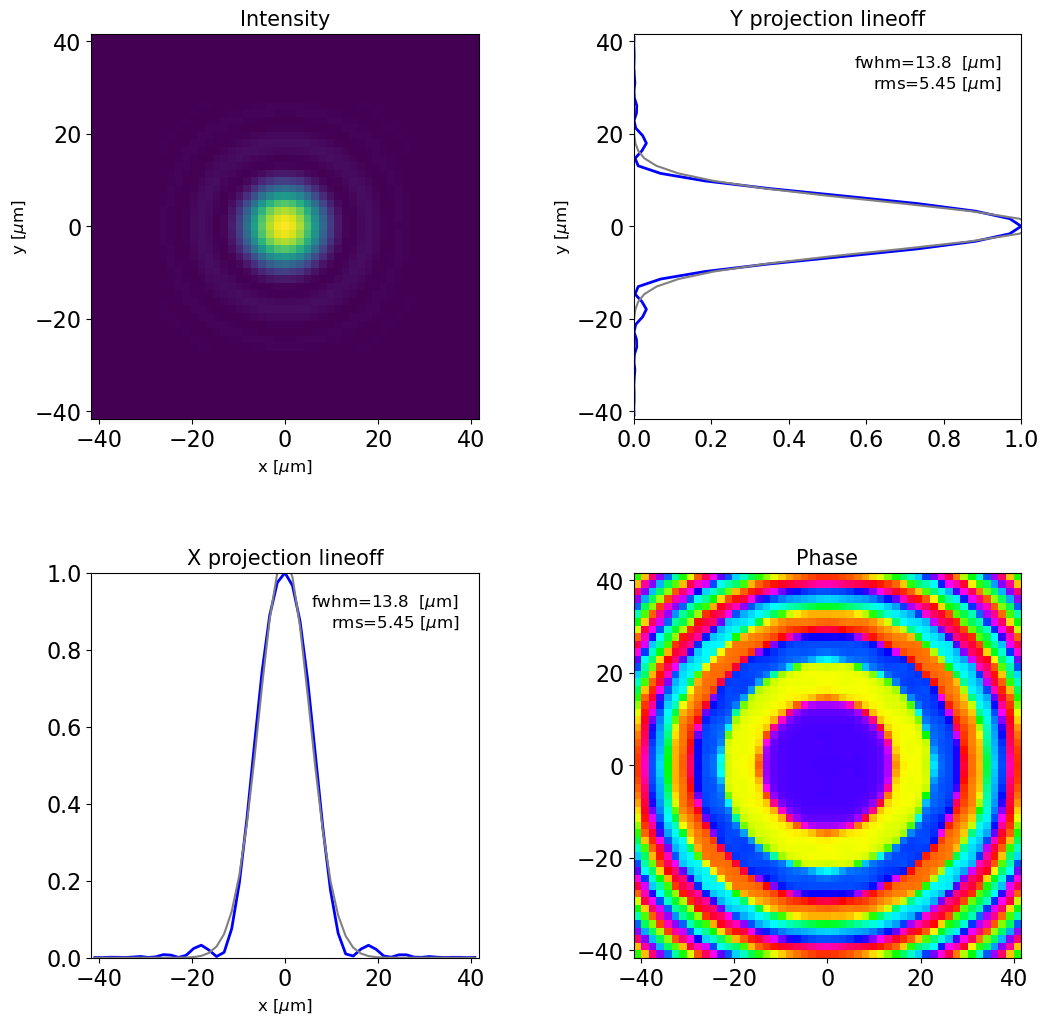 Intensity
40
20
0
−20
−40
y [μm]
−40 −20 0 20 40
x [μm]
Y projection lineoff
fwhm=13.8 [μm]
rms=5.45 [μm]
40
20
0
−20
−40
y [μm]
0.0 0.2 0.4 0.6 0.8 1.0
X projection lineoff
fwhm=13.8 [μm]
rms=5.45 [μm]
1.0
0.8
0.6
0.4
0.2
0.0
−40 −20 0 20 40
x [μm]
Phase
40
20
0
−20
−40
−40 −20 0 20 40